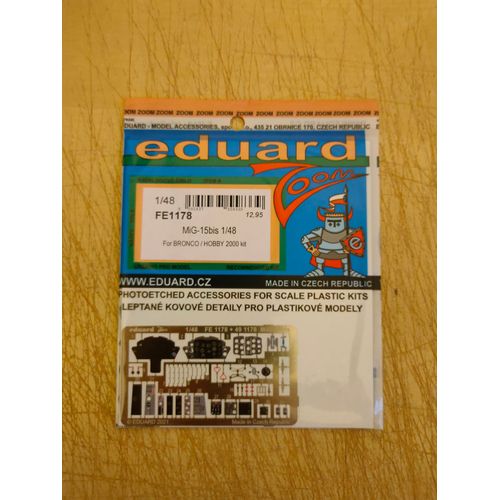 ZOOM ZOOM ZOOM ZOOM ZOOM ZOOM ZOOM ZOOM ZOOM
EDUARD - MODEL ACCESSORIES, 435 21 OBRNICE 170, CZECH REPUBLIC
eduard
Zoom
1/48
FE1178
12,95
MiG-15bis 1/48
For BRONCO / HOBBY 2000 kit
WWW.EDUARD.CZ
MADE IN CZECH REPUBLIC
PHOTOETCHED ACCESSORIES FOR SCALE PLASTIC KITS
LEPTANÉ KOVOVÉ DETAILY PRO PLASTIKOVÉ MODELY
eduard Zoom 1/48 FE 1178 • 49 1178
© EDUARD 2021
Made in Czech Republic